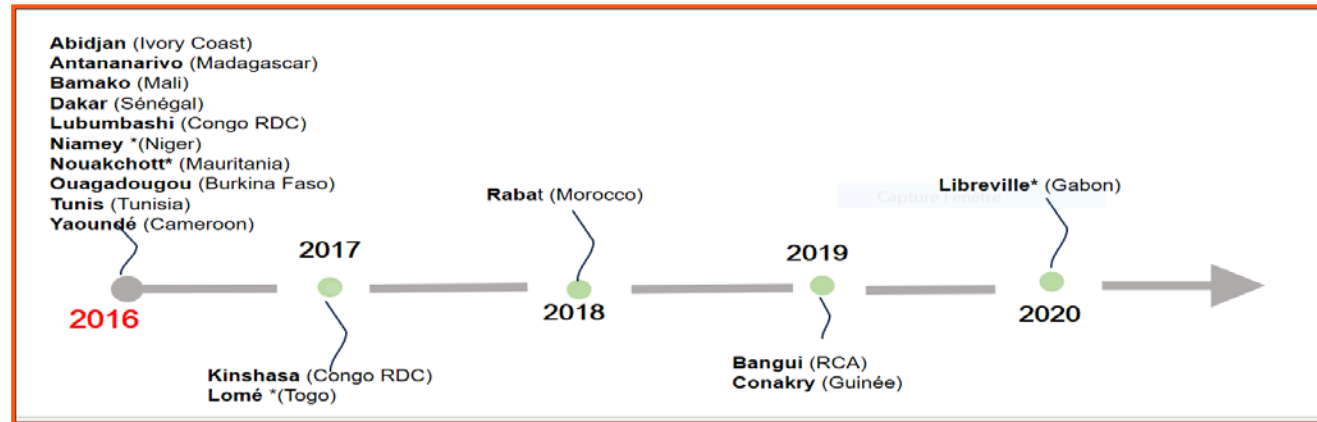 Abidjan (Ivory Coast)
Antananarivo (Madagascar)
Bamako (Mali)
Dakar (Sénégal)
Lubumbashi (Congo RDC)
Niamey *(Niger)
Nouakchott* (Mauritania)
Ouagadougou (Burkina Faso)
Tunis (Tunisia)
Yaoundé (Cameroon)
2016
2017
Kinshasa (Congo RDC)
Lomé *(Togo)
Rabat (Morocco)
2018
2019
Bangui (RCA)
Conakry (Guinée)
Libreville* (Gabon)
Capture Fenêtre
2020